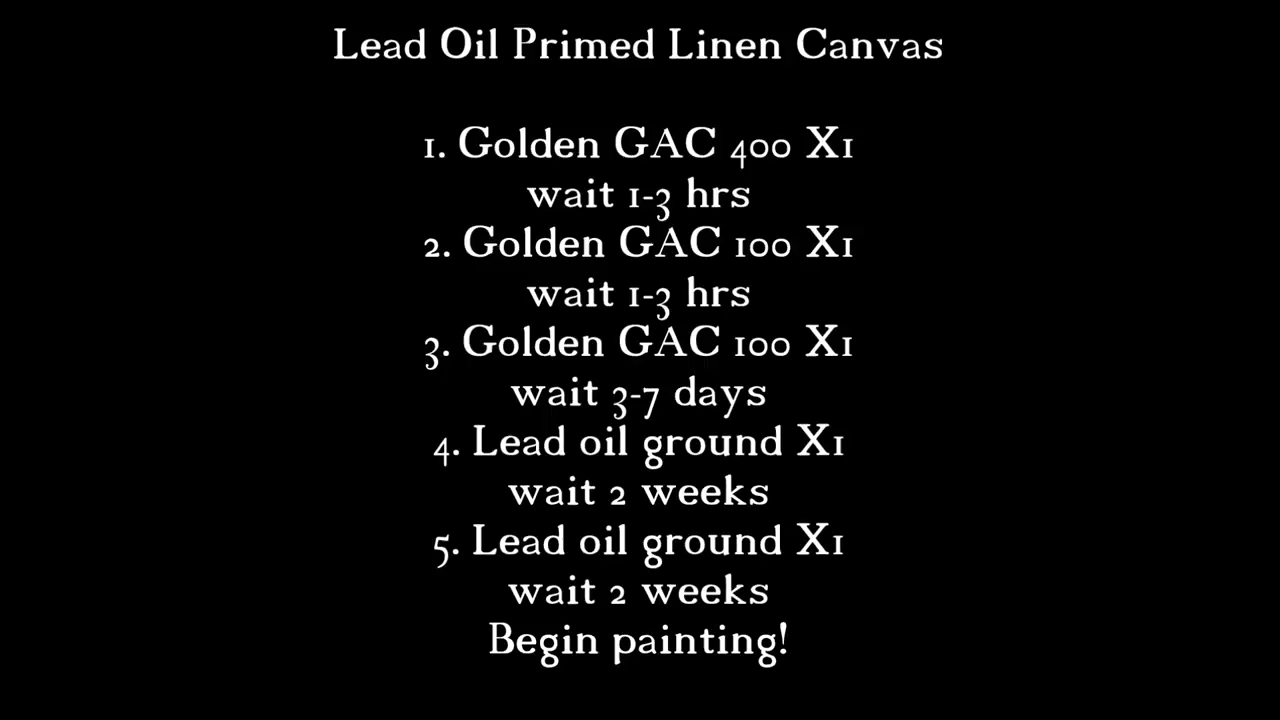 Lead Oil Primed Linen Canvas
1. Golden GAC 400 X1
wait 1-3 hrs
2. Golden GAC 100 X1
wait 1-3 hrs
3. Golden GAC 100 X1
wait 3-7 days
4. Lead oil ground X1
wait 2 weeks
5. Lead oil ground X1
wait 2 weeks
Begin painting!